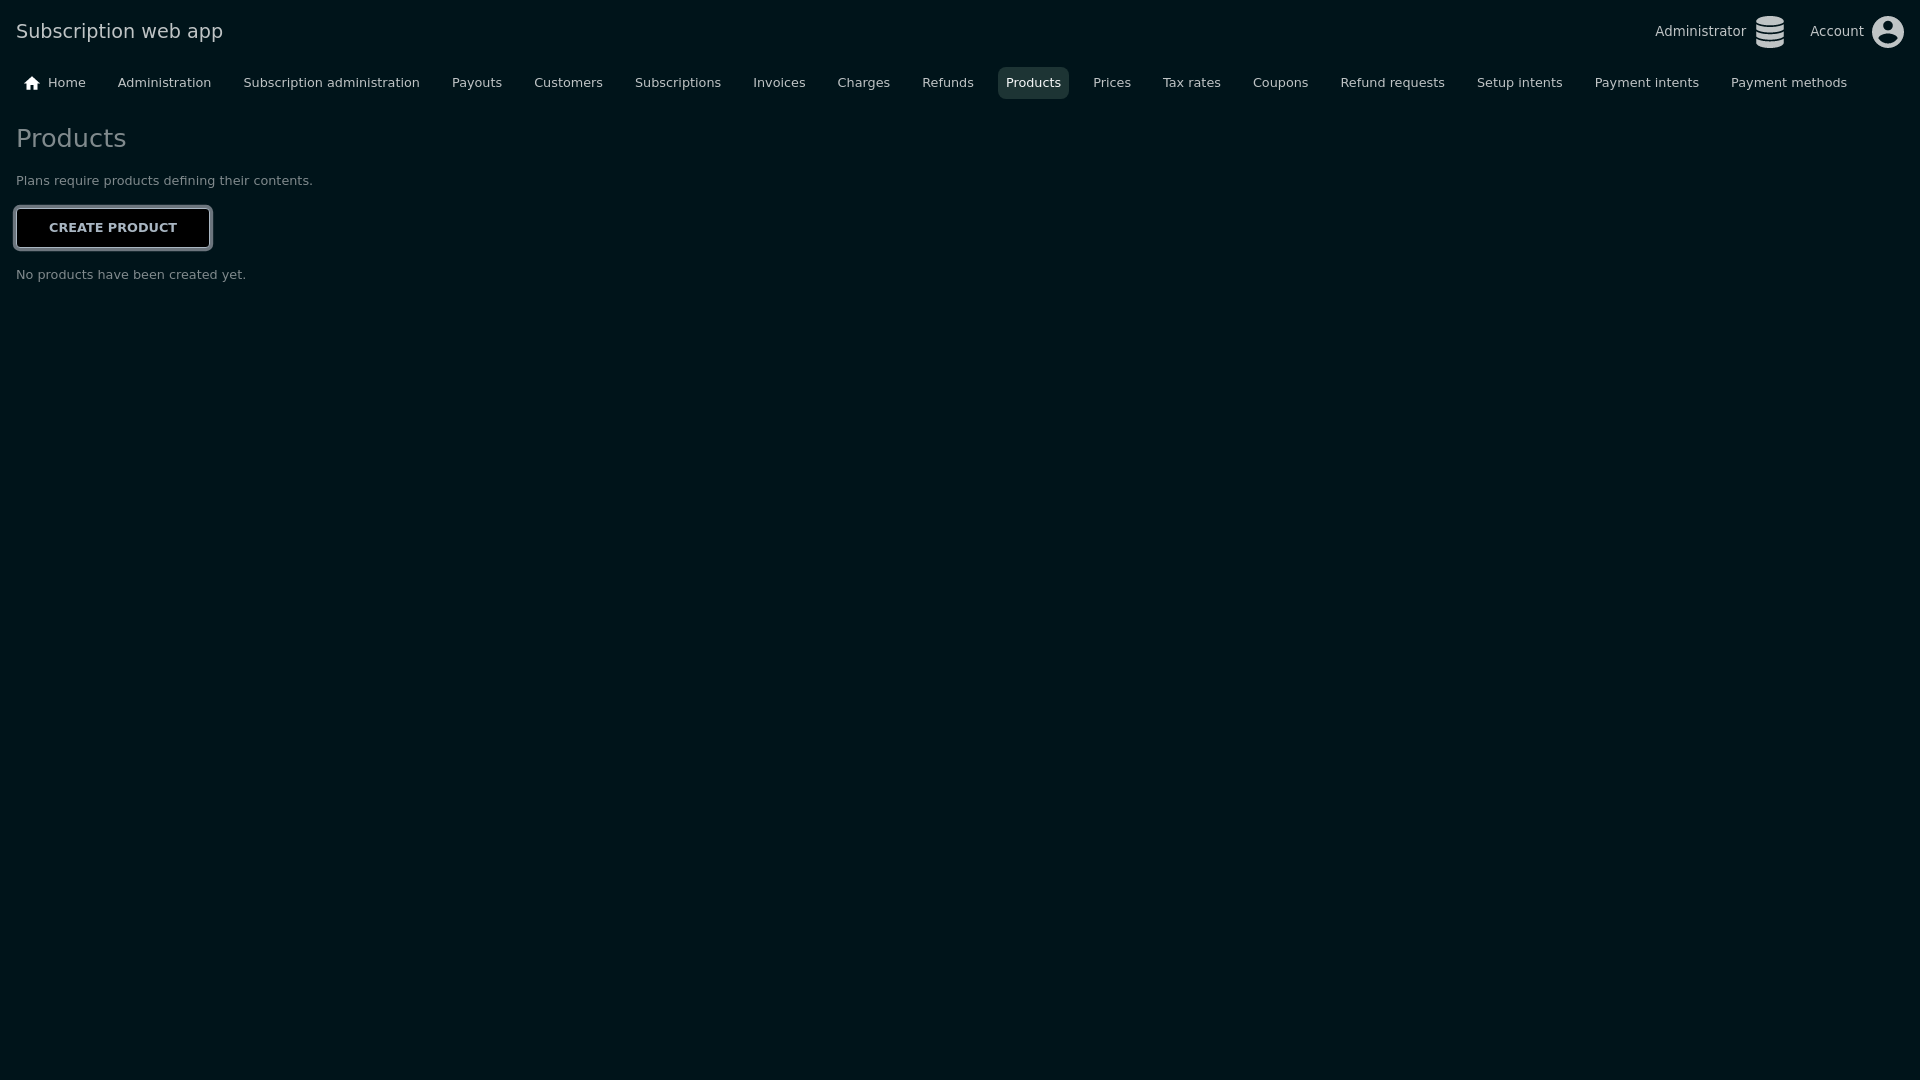 Subscription web app
Administrator
Account
Home
Administration
Subscription administration
Payouts
Customers
Subscriptions
Invoices
Charges
Refunds
Products
Prices
Tax rates
Coupons
Refund requests
Setup intents
Payment intents
Payment methods
Products
Plans require products defining their contents.
CREATE PRODUCT
No products have been created yet.